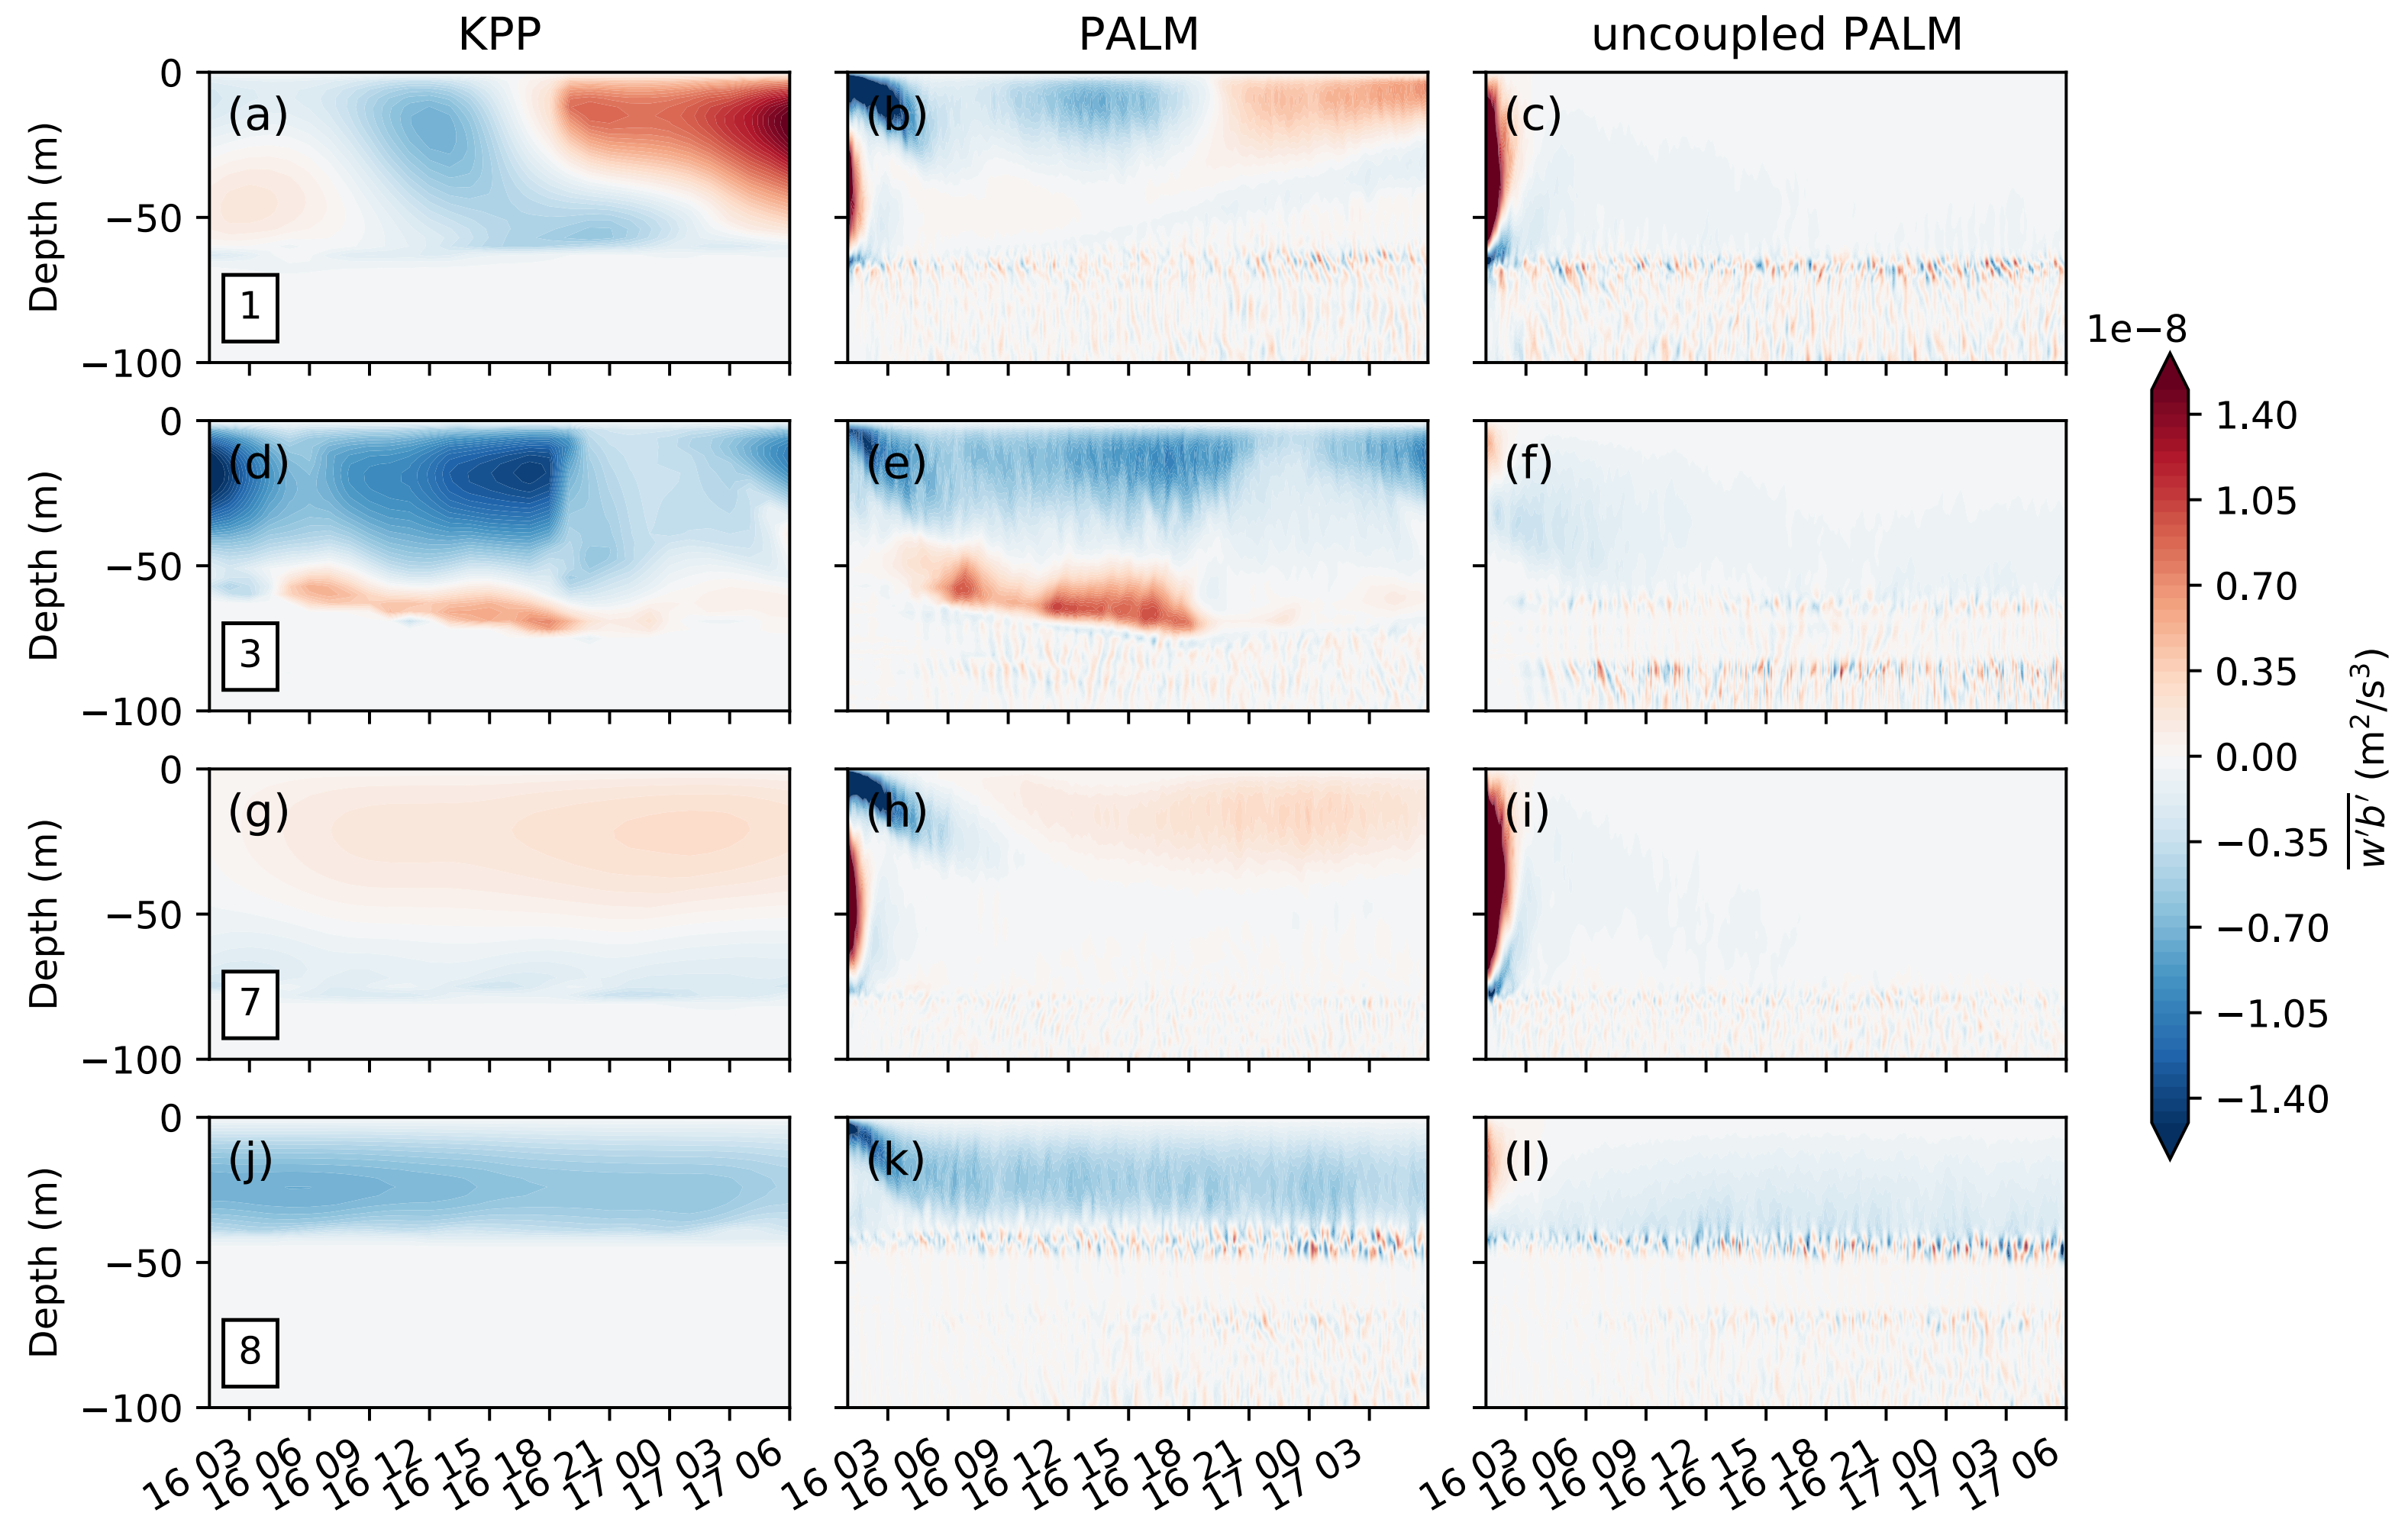 KPP PALM uncoupled PALM
0 (a) (b) (c)
Depth (m)
−50
1
−100
1e−8
0 (d) (e) (f)
Depth (m)
−50
3
−100
0 (g) (h) (i)
Depth (m)
−50
7
−100
0 (j) (k) (l)
Depth (m)
−50
8
−100
16 03 16 06 16 09 16 12 16 15 16 18 16 21 17 00 17 03 17 06
16 03 16 06 16 09 16 12 16 15 16 18 16 21 17 00 17 03
16 03 16 06 16 09 16 12 16 15 16 18 16 21 17 00 17 03 17 06
1.40
1.05
0.70
0.35
0.00
−0.35
−0.70
−1.05
−1.40
w′b′ (m²/s³)